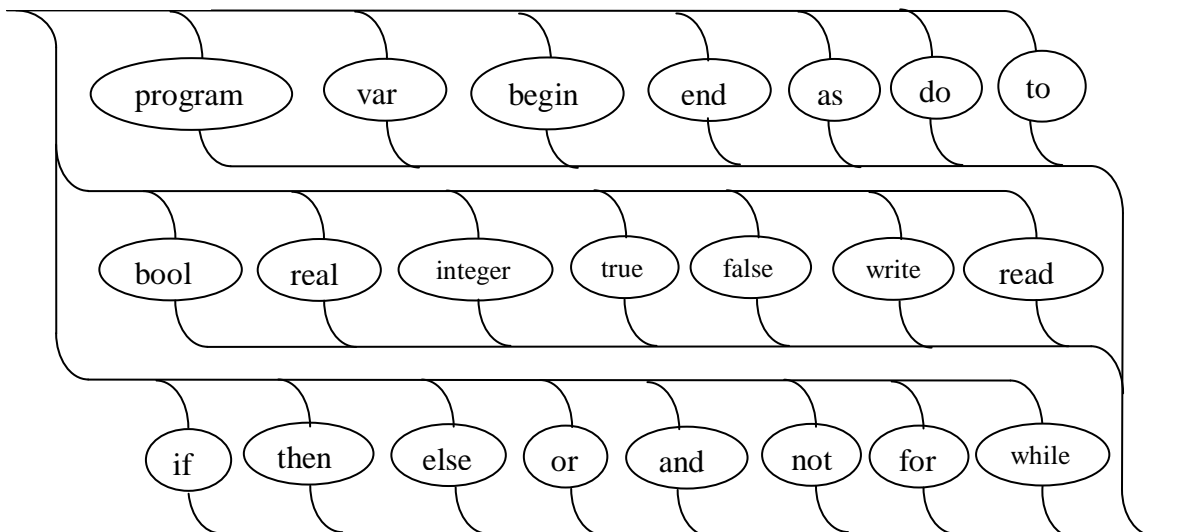 program var begin end as do to
bool real integer true false write read
if then else or and not for while